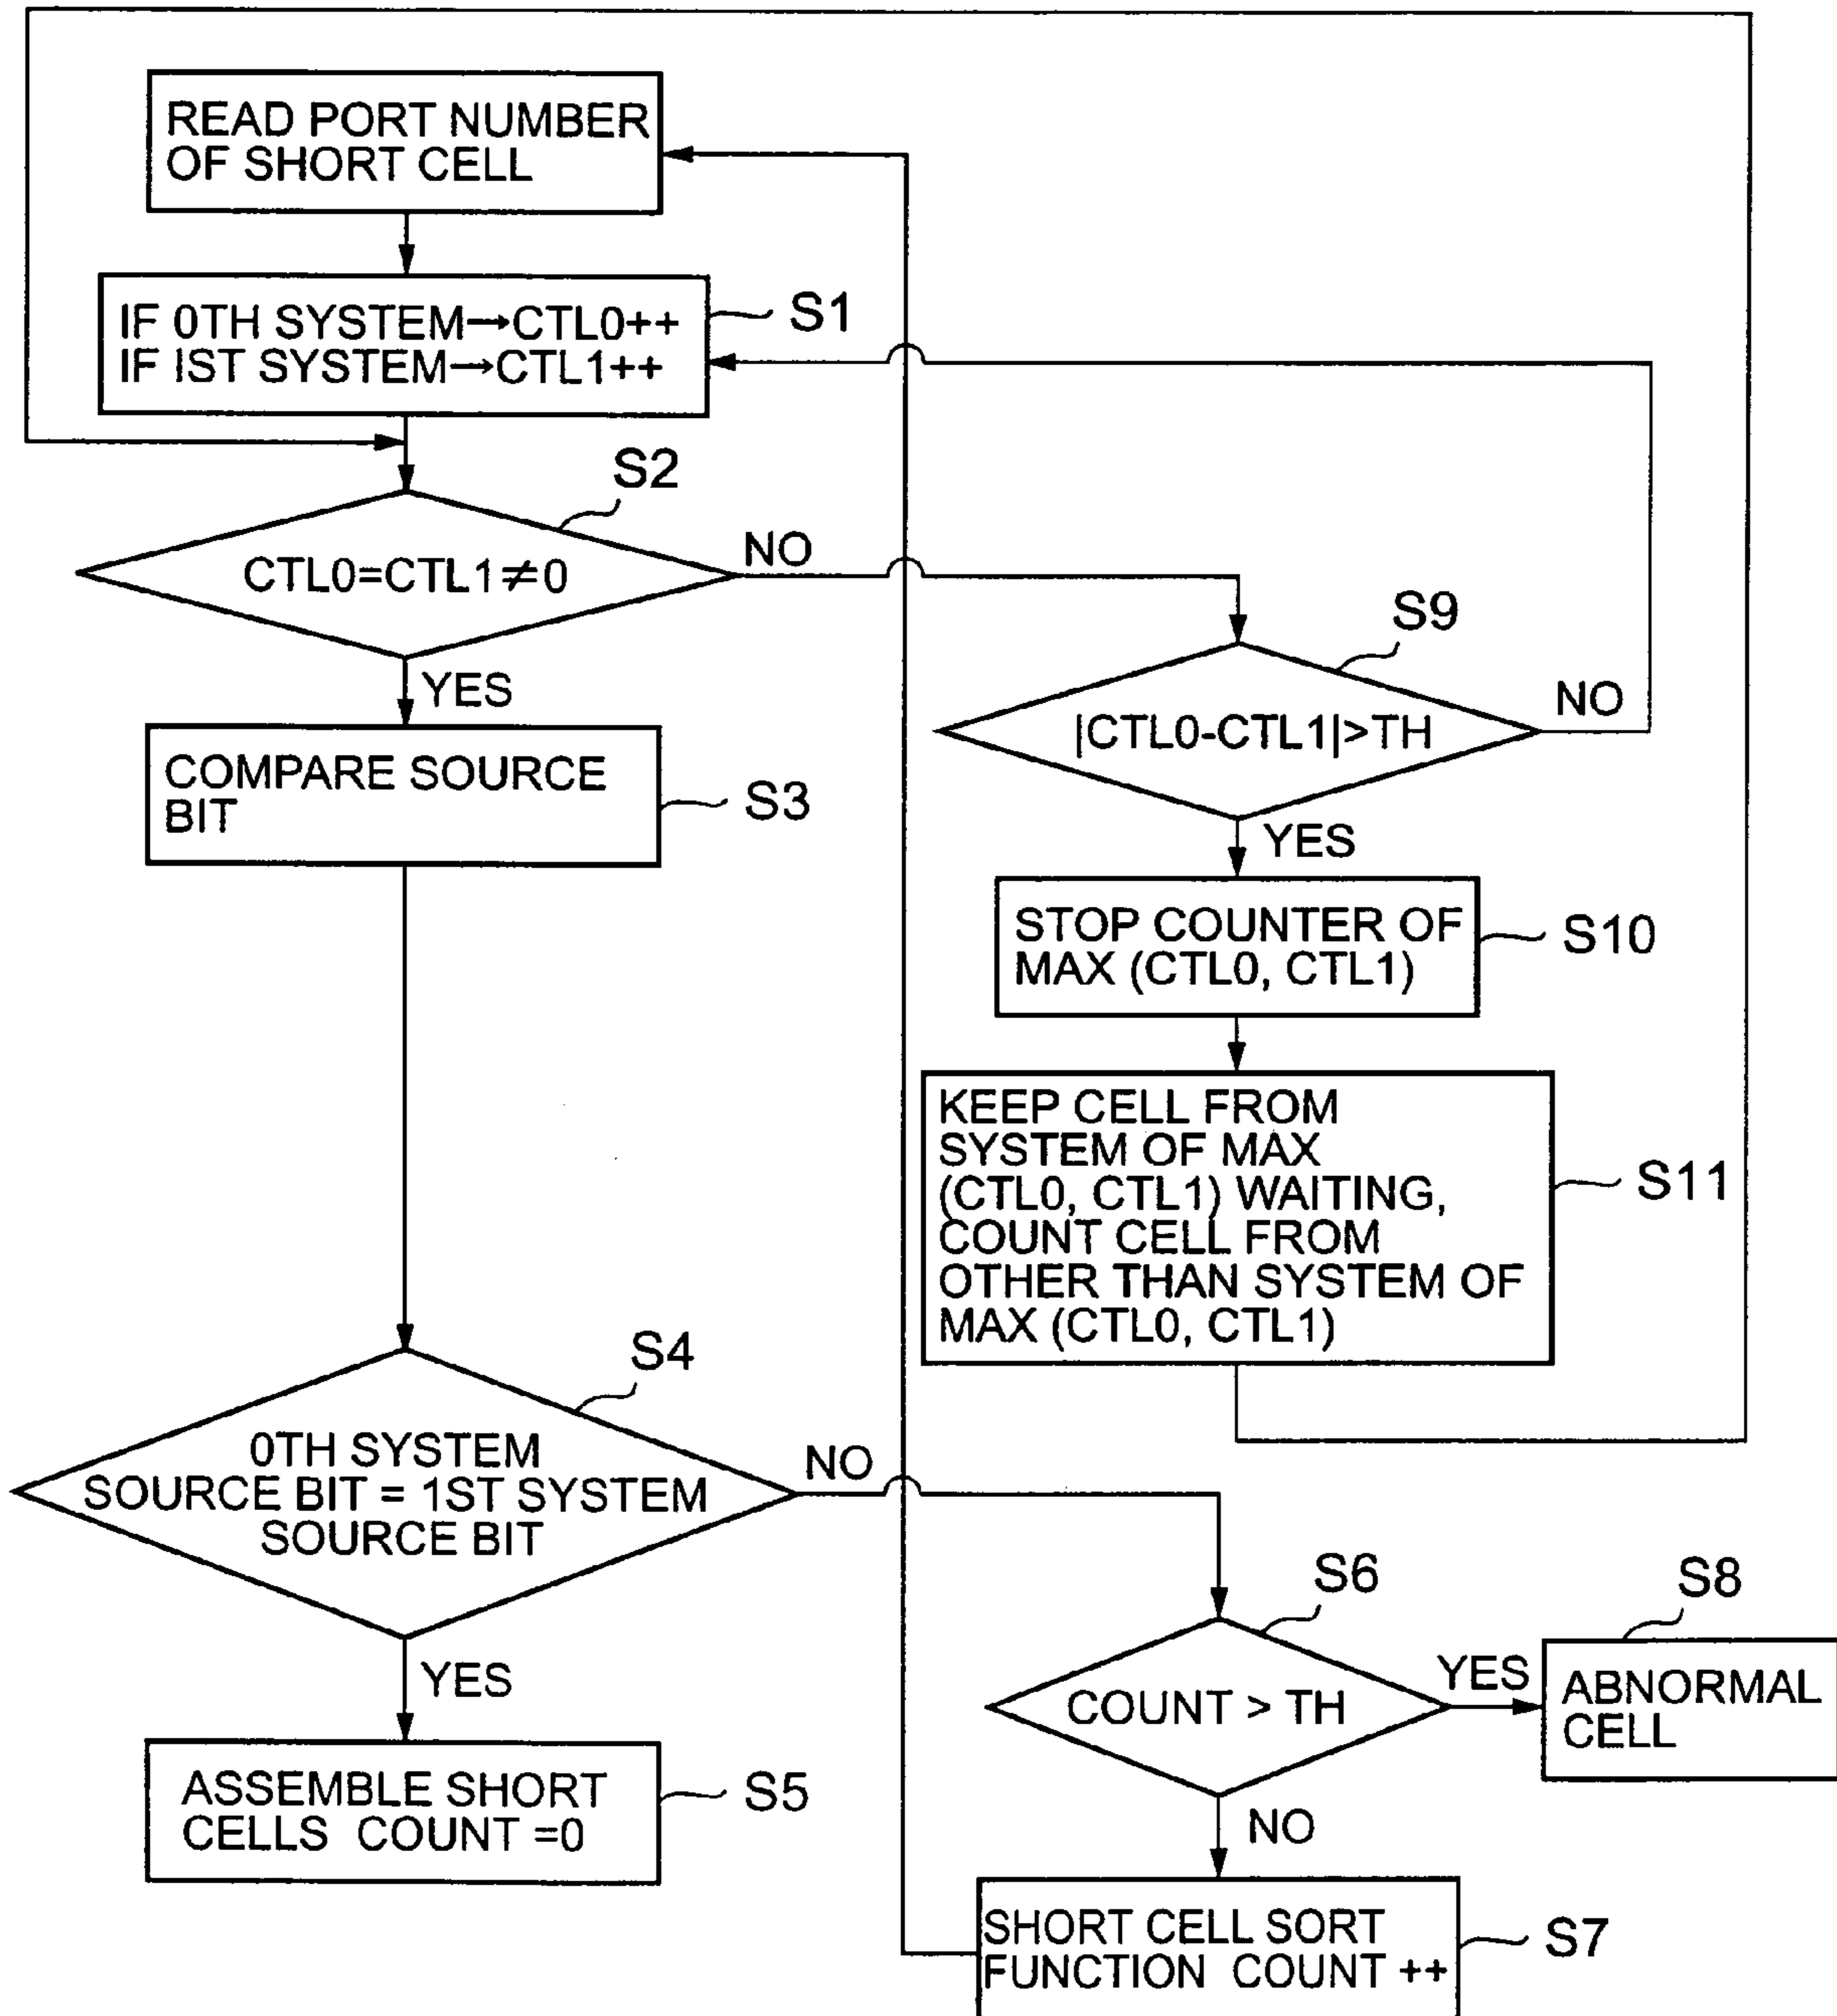 READ PORT NUMBER
OF SHORT CELL
IF 0TH SYSTEM→CTL0++
IF IST SYSTEM→CTL1++
S1
S2
CTL0=CTL1≠0
NO
YES
COMPARE SOURCE
BIT
S3
S9
|CTL0-CTL1|>TH
NO
YES
STOP COUNTER OF
MAX (CTL0, CTL1)
S10
KEEP CELL FROM
SYSTEM OF MAX
(CTL0, CTL1) WAITING,
COUNT CELL FROM
OTHER THAN SYSTEM OF
MAX (CTL0, CTL1)
S11
S4
0TH SYSTEM
SOURCE BIT = 1ST SYSTEM
SOURCE BIT
NO
YES
ASSEMBLE SHORT
CELLS COUNT =0
S5
S6
COUNT > TH
YES
S8
ABNORMAL
CELL
NO
SHORT CELL SORT
FUNCTION COUNT ++
S7